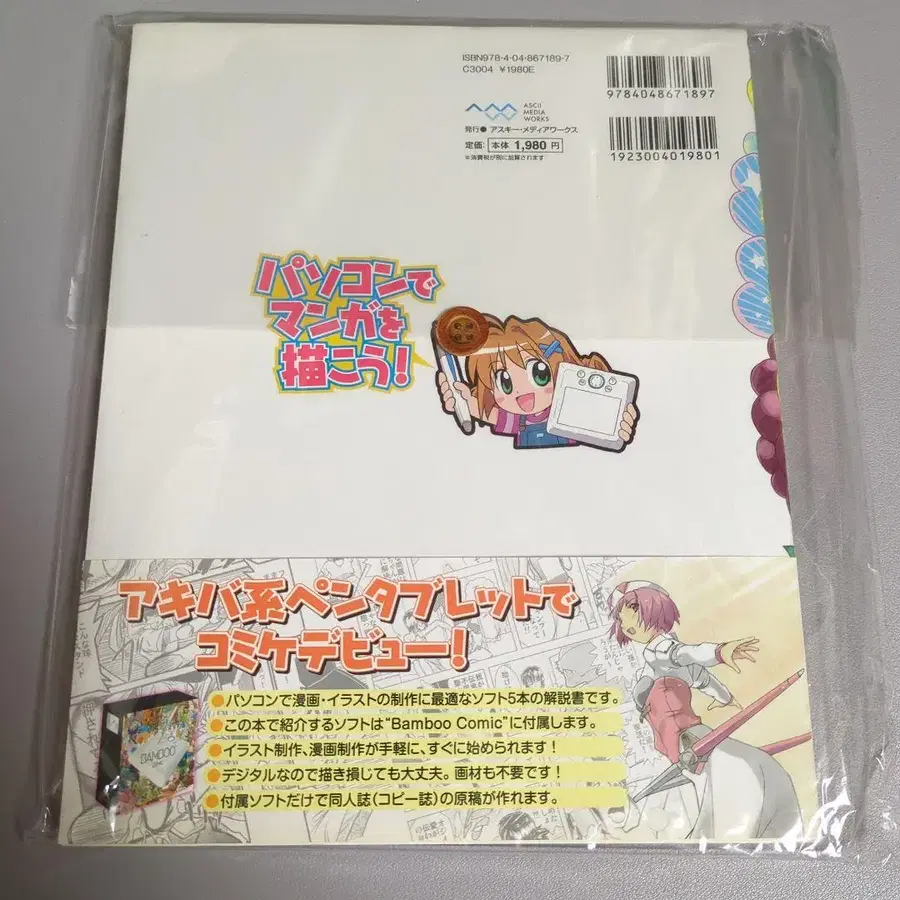 ISBN978-4-04-867189-7
C3004 ¥1980E
9784048671897
ASCII
MEDIA
WORKS
発行●アスキー・メディアワークス
定価: 本体 1,980 円
※消費税が別に加算されます
1923004019801
パソコンで
マンガを
描こう!
アキバ系ペンタブレットで
コミケデビュー!
●パソコンで漫画・イラストの制作に最適なソフト5本の解説書です。
●この本で紹介するソフトは“Bamboo Comic”に付属します。
●イラスト制作、漫画制作が手軽に、すぐに始められます!
●デジタルなので描き損じても大丈夫。画材も不要です!
●付属ソフトだけで同人誌(コピー誌)の原稿が作れます。
BAMBOO